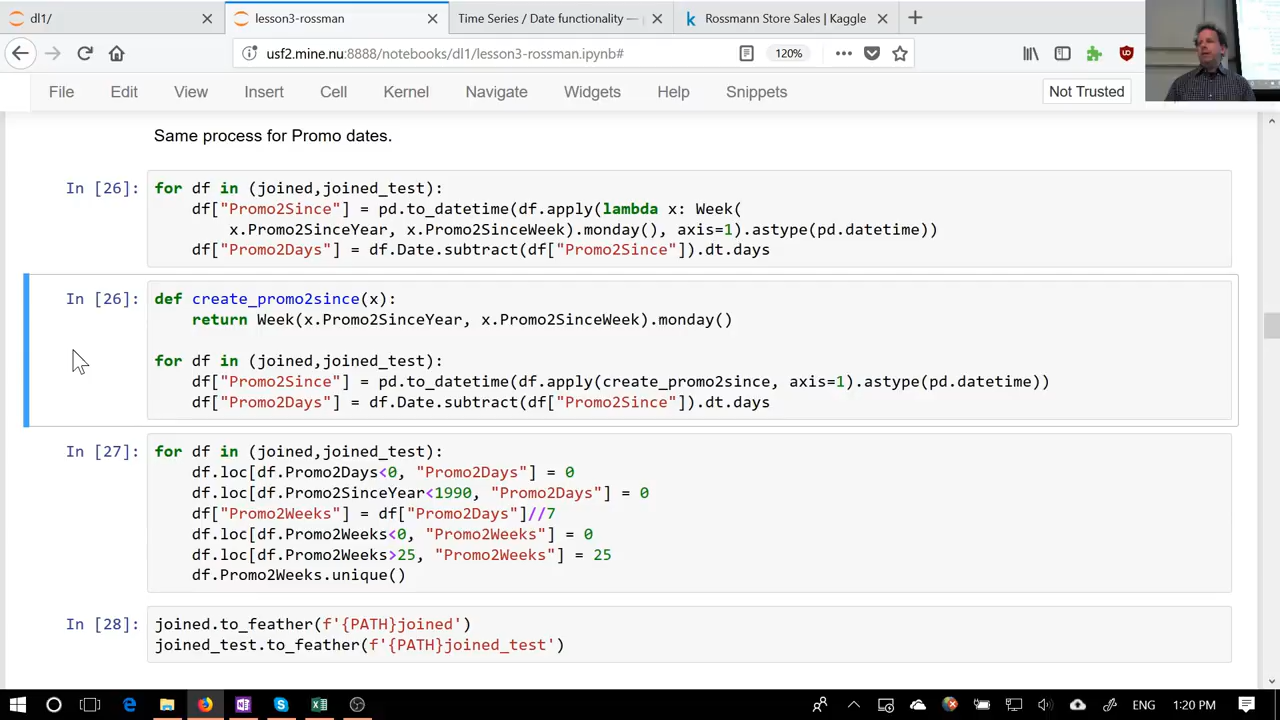 dl1/
lesson3-rossman
Time Series / Date functionality —
Rossmann Store Sales | Kaggle
usf2.mine.nu:8888/notebooks/dl1/lesson3-rossman.ipynb#
120%
File Edit View Insert Cell Kernel Navigate Widgets Help Snippets
Not Trusted
Same process for Promo dates.
In [26]:
for df in (joined,joined_test):
df["Promo2Since"] = pd.to_datetime(df.apply(lambda x: Week(
x.Promo2SinceYear, x.Promo2SinceWeek).monday(), axis=1).astype(pd.datetime))
df["Promo2Days"] = df.Date.subtract(df["Promo2Since"]).dt.days
In [26]:
def create_promo2since(x):
return Week(x.Promo2SinceYear, x.Promo2SinceWeek).monday()
for df in (joined,joined_test):
df["Promo2Since"] = pd.to_datetime(df.apply(create_promo2since, axis=1).astype(pd.datetime))
df["Promo2Days"] = df.Date.subtract(df["Promo2Since"]).dt.days
In [27]:
for df in (joined,joined_test):
df.loc[df.Promo2Days<0, "Promo2Days"] = 0
df.loc[df.Promo2SinceYear<1990, "Promo2Days"] = 0
df["Promo2Weeks"] = df["Promo2Days"]//7
df.loc[df.Promo2Weeks<0, "Promo2Weeks"] = 0
df.loc[df.Promo2Weeks>25, "Promo2Weeks"] = 25
df.Promo2Weeks.unique()
In [28]:
joined.to_feather(f'{PATH}joined')
joined_test.to_feather(f'{PATH}joined_test')
ENG
1:20 PM